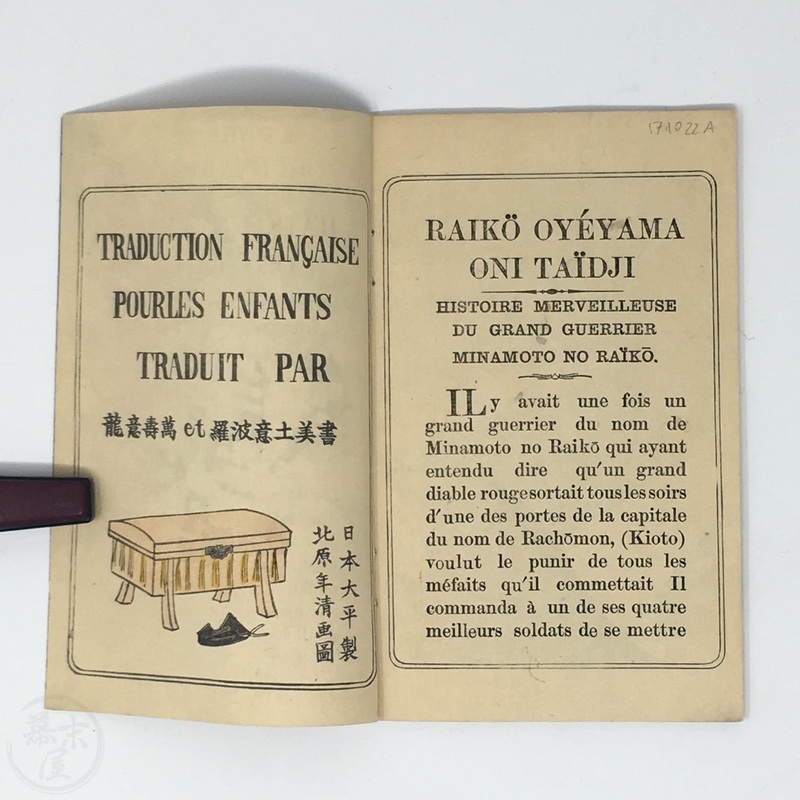 TRADUCTION FRANÇAISE
POURLES ENFANTS
TRADUIT PAR
龍意壽萬 et 羅波意土美書
日本大平製
北原年清画圖
171022 A
RAIKÖ OYÉYAMA
ONI TAÏDJI
HISTOIRE MERVEILLEUSE
DU GRAND GUERRIER
MINAMOTO NO RAÏKŌ.
IL y avait une fois un
grand guerrier du nom de
Minamoto no Raikō qui ayant
entendu dire qu'un grand
diable rougesortait tous les soirs
d'une des portes de la capitale
du nom de Rachōmon, (Kioto)
voulut le punir de tous les
méfaits qu'il commettait Il
commanda à un de ses quatre
meilleurs soldats de se mettre
幕末
屋